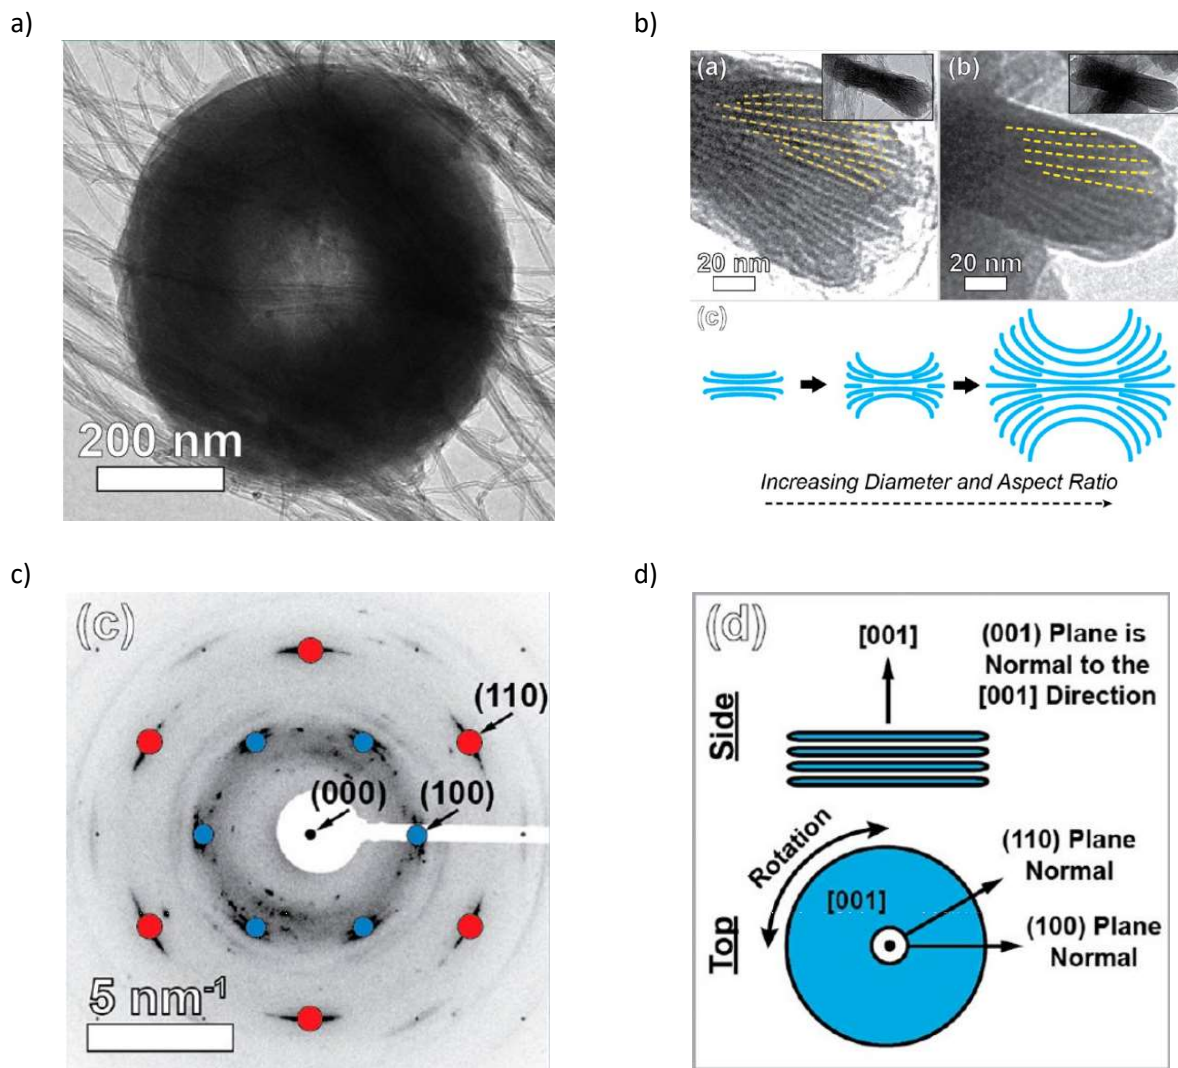 a)
200 nm
b)
(a)
20 nm
(b)
20 nm
(c)
Increasing Diameter and Aspect Ratio
c)
(c)
(110)
(000)
(100)
5 nm-1
d)
(d)
Side
[001]
(001) Plane is
Normal to the
[001] Direction
Top
Rotation
[001]
(110) Plane
Normal
(100) Plane
Normal